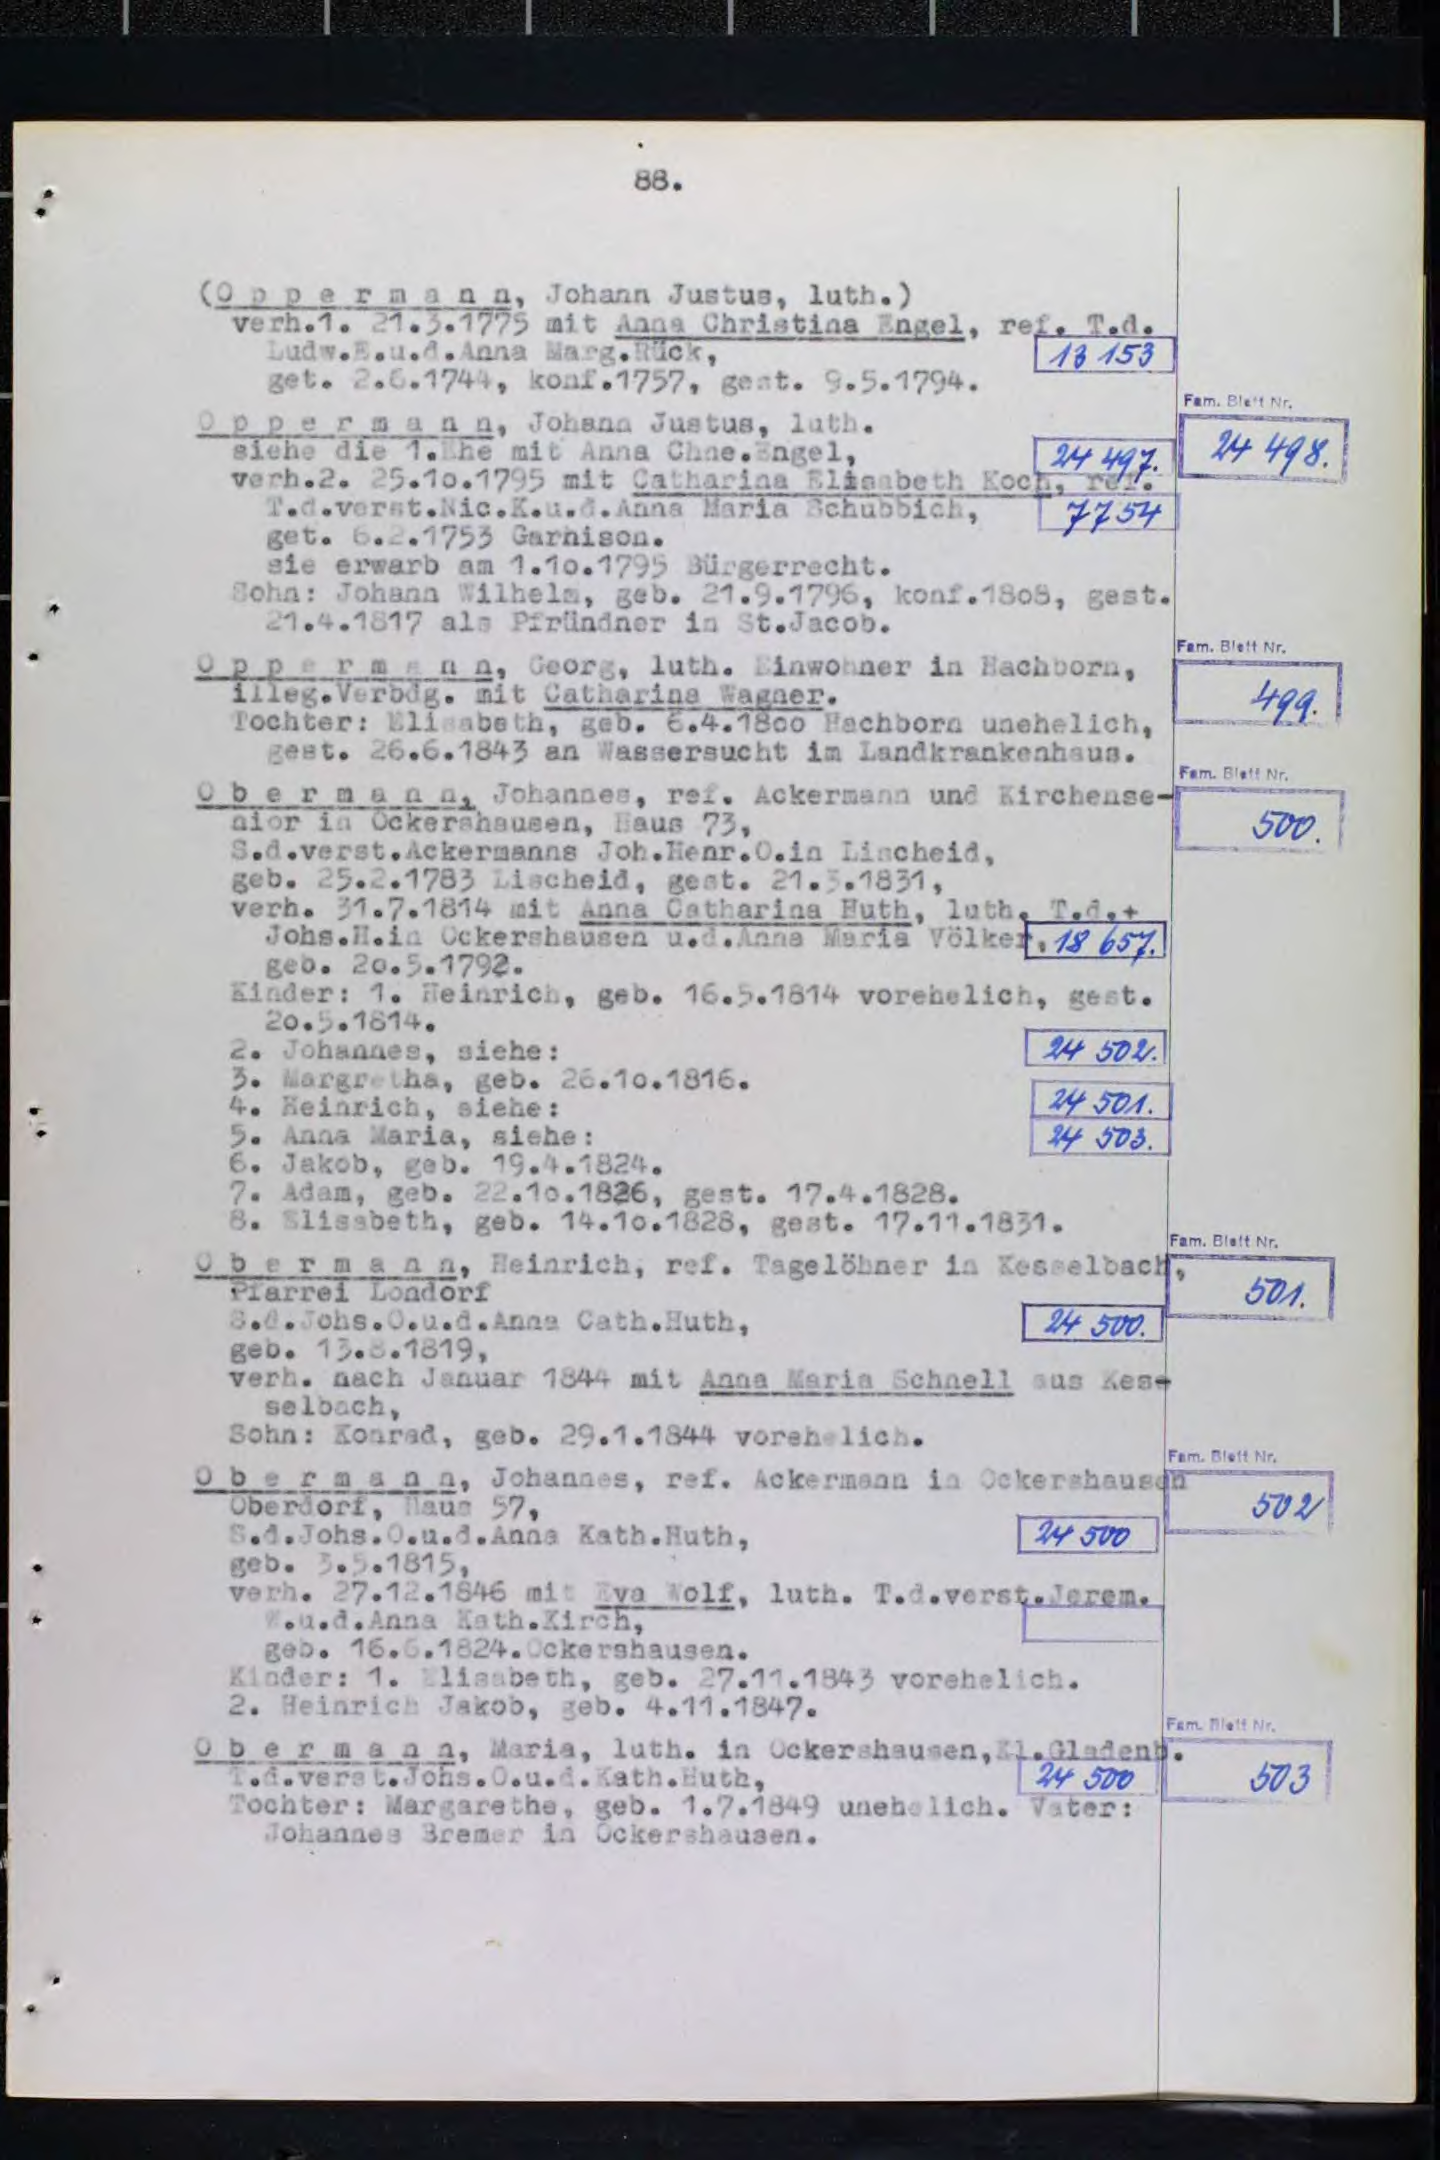 88.
(O p p e r m a n n, Johann Justus, luth.)
verh.1. 21.3.1775 mit Anna Christina Engel, ref. T.d.
Ludw.E.u.d.Anna Marg.Rück, 13 153
get. 2.6.1744, konf.1757, gest. 9.5.1794.
Fam. Blatt Nr.
O p p e r m a n n, Johann Justus, luth.
siehe die 1.Ehe mit Anna Chne.Engel, 24 497. 24 498.
verh.2. 25.10.1795 mit Catharina Elisabeth Koch, ref.
T.d.verst.Nic.K.u.d.Anna Maria Schubbich, 7754
get. 6.2.1753 Garnison.
sie erwarb am 1.10.1795 Bürgerrecht.
Sohn: Johann Wilhelm, geb. 21.9.1796, konf.1808, gest.
21.4.1817 als Pfründner in St.Jacob.
Fam. Blatt Nr.
O p p e r m a n n, Georg, luth. Einwohner in Hachborn,
illeg.Verbdg. mit Catharina Wagner. 499.
Tochter: Elisabeth, geb. 6.4.1800 Hachborn unehelich,
gest. 26.6.1843 an Wassersucht im Landkrankenhaus.
Fam. Blatt Nr.
O b e r m a n n, Johannes, ref. Ackermann und Kirchense-
nior in Ockershausen, Haus 73, 500.
S.d.verst.Ackermanns Joh.Henr.O.in Lischeid,
geb. 25.2.1783 Lischeid, gest. 21.3.1831,
verh. 31.7.1814 mit Anna Catharina Huth, luth. T.d.+
Johs.H.in Ockershausen u.d.Anna Maria Völker, 18 657.
geb. 20.5.1792.
Kinder: 1. Heinrich, geb. 16.5.1814 vorehelich, gest.
20.5.1814.
2. Johannes, siehe: 24 502.
3. Margretha, geb. 26.10.1816.
4. Heinrich, siehe: 24 501.
5. Anna Maria, siehe: 24 503.
6. Jakob, geb. 19.4.1824.
7. Adam, geb. 22.10.1826, gest. 17.4.1828.
8. Elisabeth, geb. 14.10.1828, gest. 17.11.1831.
Fam. Blatt Nr.
O b e r m a n n, Heinrich, ref. Tagelöhner in Kesselbach,
Pfarrei Londorf 501.
S.d.Johs.O.u.d.Anna Cath.Huth, 24 500.
geb. 13.8.1819,
verh. nach Januar 1844 mit Anna Maria Schnell aus Kes-
selbach,
Sohn: Konrad, geb. 29.1.1844 vorehelich.
Fam. Blatt Nr.
O b e r m a n n, Johannes, ref. Ackermann in Ockershausen
Oberdorf, Haus 57, 502
S.d.Johs.O.u.d.Anna Kath.Huth, 24 500
geb. 3.5.1815,
verh. 27.12.1846 mit Eva Wolf, luth. T.d.verst.Jerem.
W.u.d.Anna Kath.Kirch,
geb. 16.6.1824.Ockershausen.
Kinder: 1. Elisabeth, geb. 27.11.1843 vorehelich.
2. Heinrich Jakob, geb. 4.11.1847.
Fam. Blatt Nr.
O b e r m a n n, Maria, luth. in Ockershausen,Kl.Gladenb.
T.d.verst.Johs.O.u.d.Kath.Huth, 24 500 503
Tochter: Margarethe, geb. 1.7.1849 unehelich. Vater:
Johannes Bremer in Ockershausen.